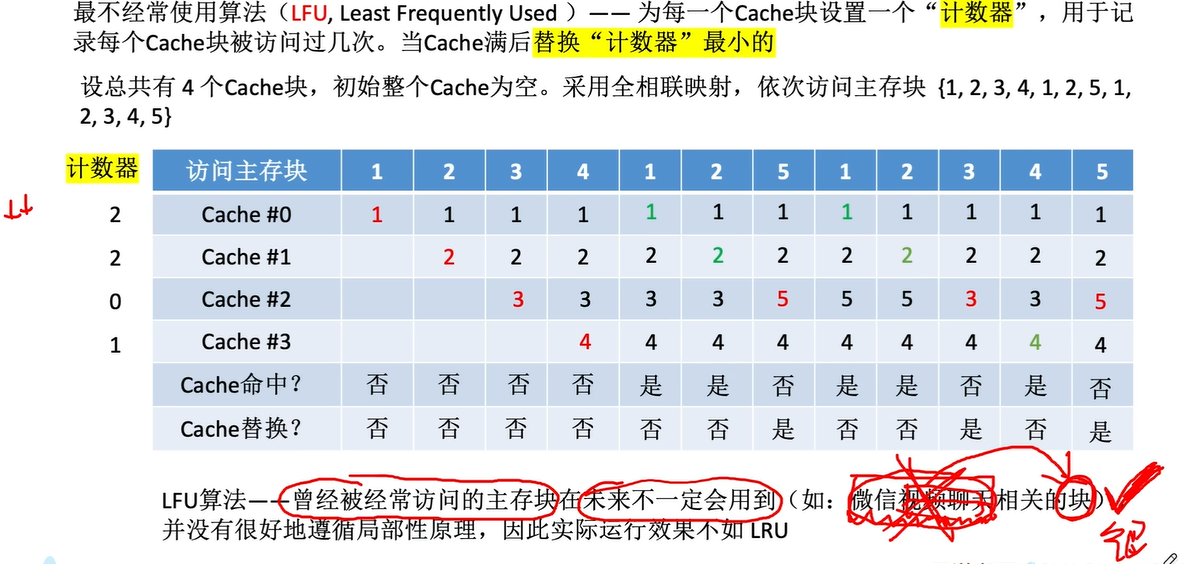 最不经常使用算法（LFU, Least Frequently Used ）—— 为每一个Cache块设置一个“计数器”，用于记
录每个Cache块被访问过几次。当Cache满后替换“计数器”最小的
设总共有 4 个Cache块，初始整个Cache为空。采用全相联映射，依次访问主存块 {1, 2, 3, 4, 1, 2, 5, 1,
2, 3, 4, 5}
计数器 访问主存块 1 2 3 4 1 2 5 1 2 3 4 5
2 Cache #0 1 1 1 1 1 1 1 1 1 1 1 1
2 Cache #1 2 2 2 2 2 2 2 2 2 2 2
0 Cache #2 3 3 3 3 5 5 5 3 3 5
1 Cache #3 4 4 4 4 4 4 4 4 4
Cache命中? 否 否 否 否 是 是 否 是 是 否 是 否
Cache替换? 否 否 否 否 否 否 是 否 否 是 否 是
LFU算法——曾经被经常访问的主存块在未来不一定会用到（如：微信视频聊天相关的块）
并没有很好地遵循局部性原理，因此实际运行效果不如 LRU